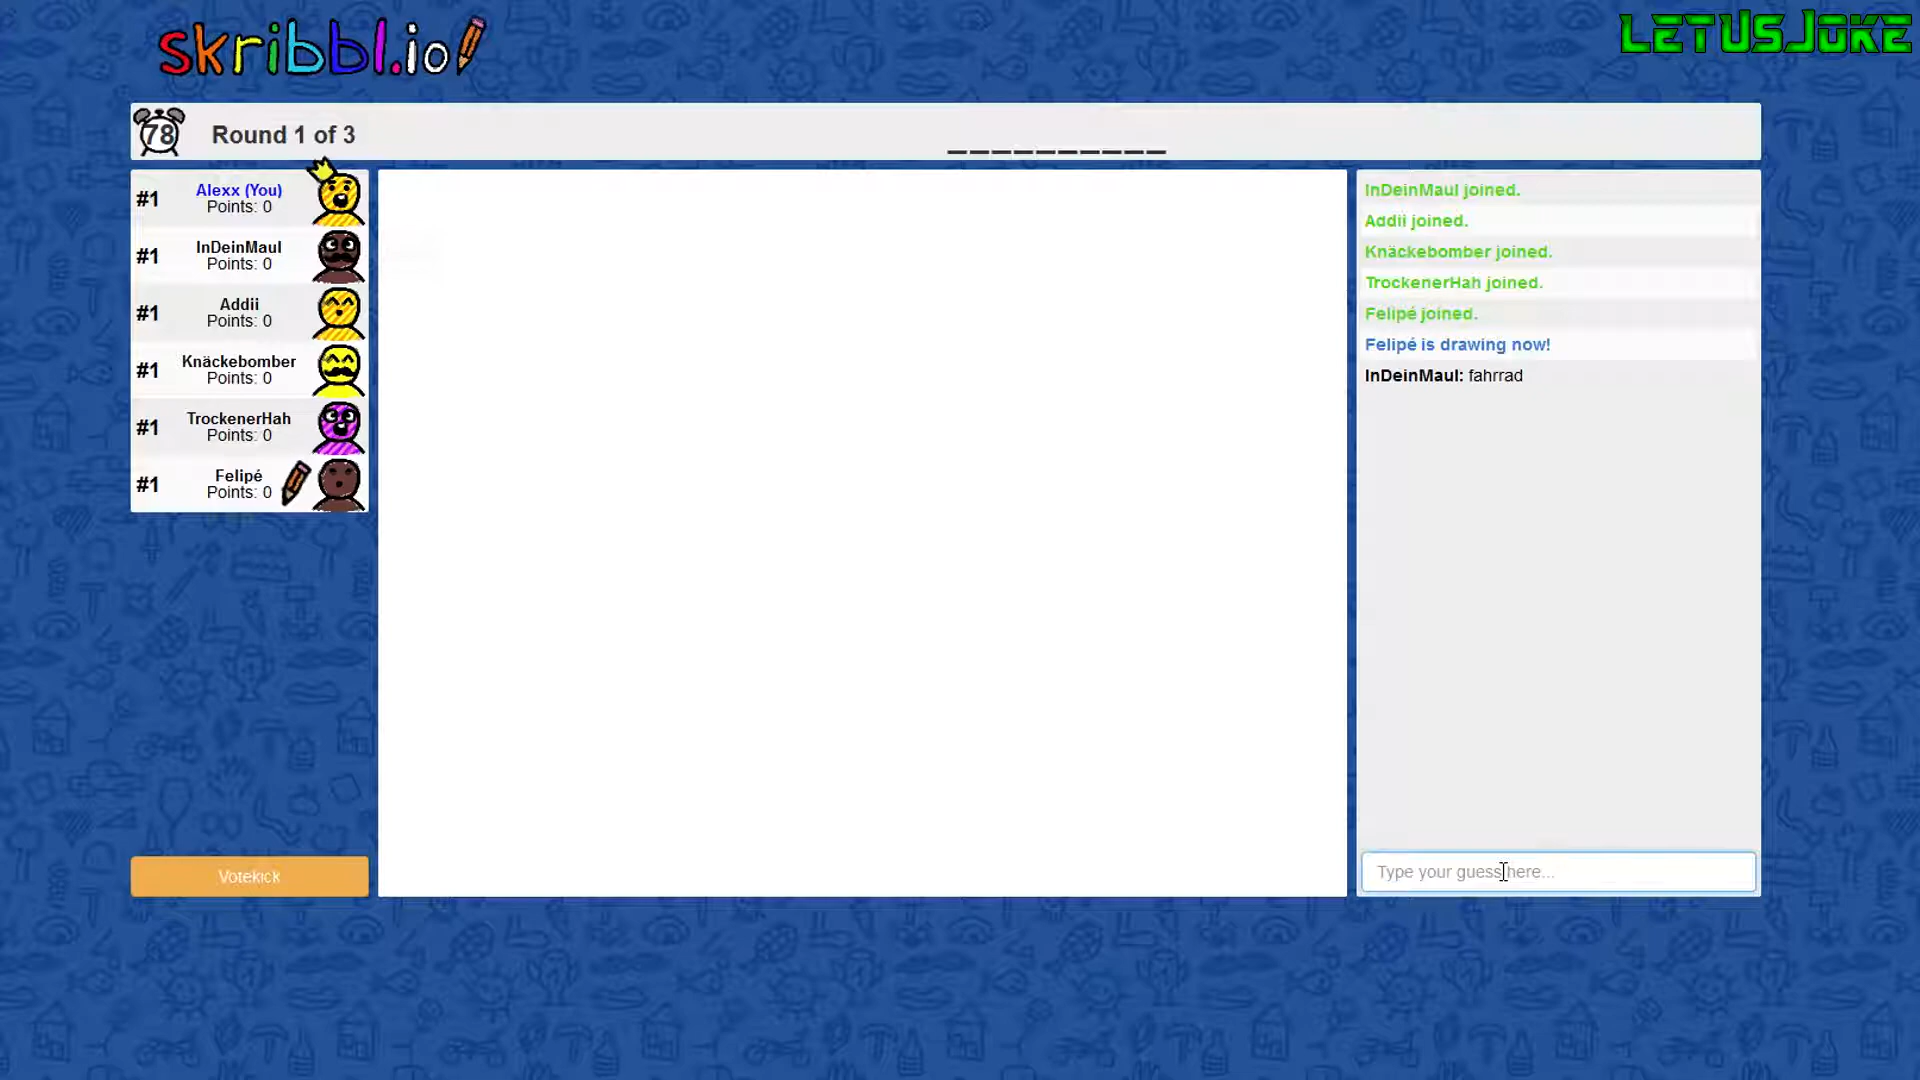 skribbl.io
LETUSJOKE
78
Round 1 of 3
__________
#1
Alexx (You)
Points: 0
#1
InDeinMaul
Points: 0
#1
Addii
Points: 0
#1
Knäckebomber
Points: 0
#1
TrockenerHah
Points: 0
#1
Felipé
Points: 0
Votekick
InDeinMaul joined.
Addii joined.
Knäckebomber joined.
TrockenerHah joined.
Felipé joined.
Felipé is drawing now!
InDeinMaul: fahrrad
Type your guess here...